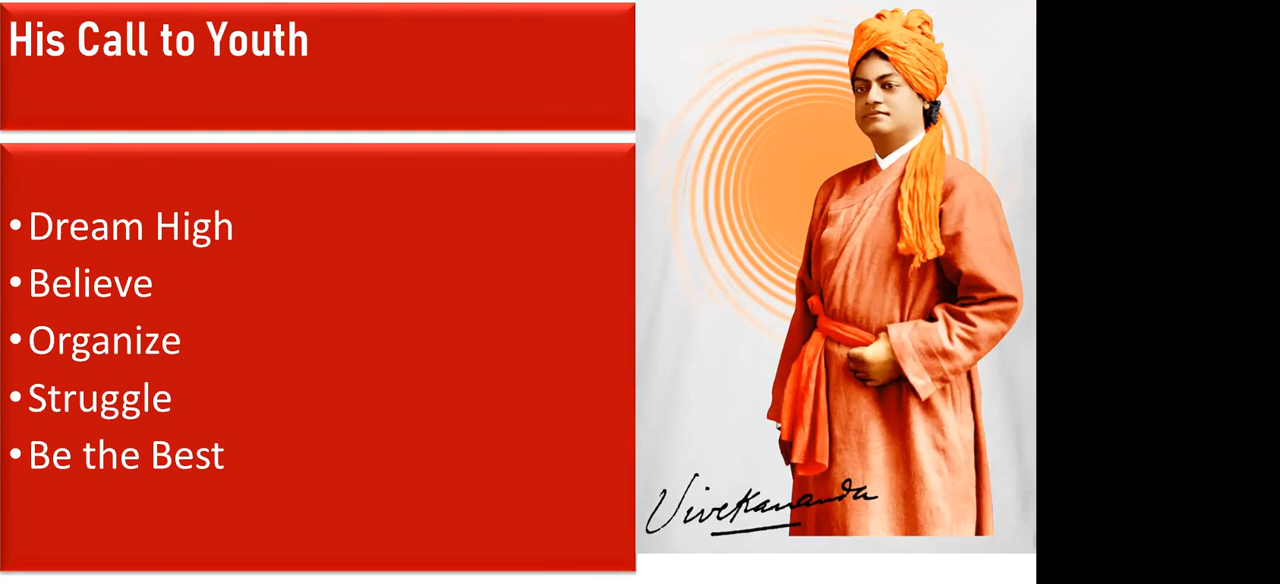 His Call to Youth
• Dream High
• Believe
• Organize
• Struggle
• Be the Best
Vivekananda